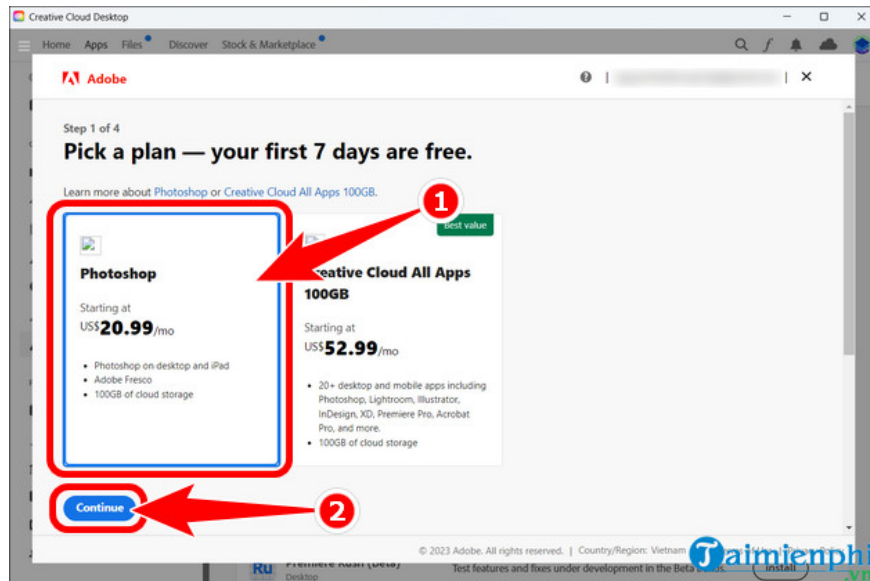 Creative Cloud Desktop
Home Apps Files Discover Stock & Marketplace
Adobe
Step 1 of 4
Pick a plan — your first 7 days are free.
Learn more about Photoshop or Creative Cloud All Apps 100GB.
1
Best value
Photoshop
Starting at
US$20.99/mo
• Photoshop on desktop and iPad
• Adobe Fresco
• 100GB of cloud storage
Creative Cloud All Apps
100GB
Starting at
US$52.99/mo
• 20+ desktop and mobile apps including
Photoshop, Lightroom, Illustrator,
InDesign, XD, Premiere Pro, Acrobat
Pro, and more.
• 100GB of cloud storage
Continue
2
© 2023 Adobe. All rights reserved. | Country/Region: Vietnam
Taimienphi
.vn
Ru
Premiere Rush (Beta)
Desktop
Test features and fixes under development in the Beta
Install